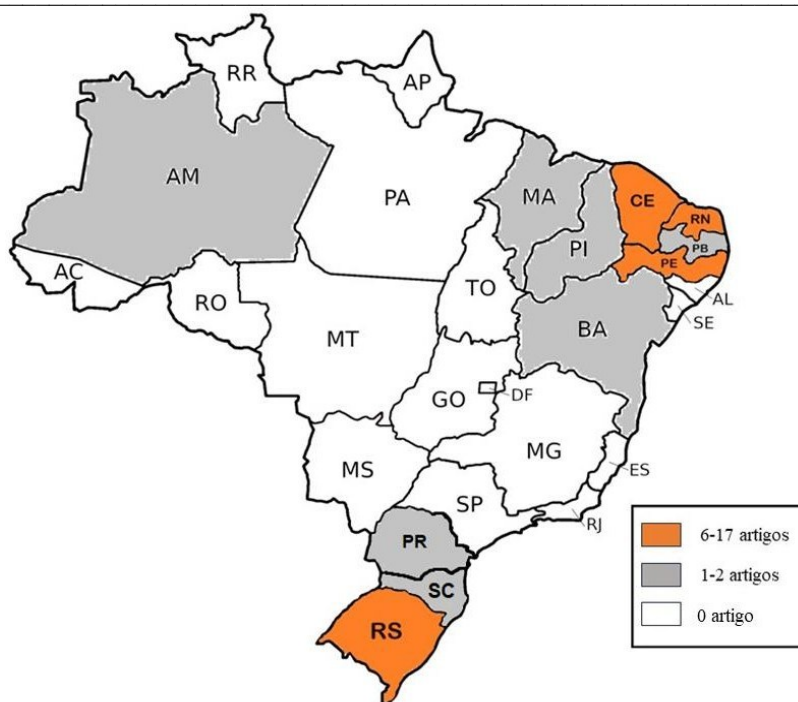 RR
AP
AM
PA
MA
CE
RN
PB
PI
PE
AC
TO
AL
RO
SE
BA
MT
DF
GO
MG
MS
ES
SP
RJ
PR
SC
RS
6-17 artigos
1-2 artigos
0 artigo